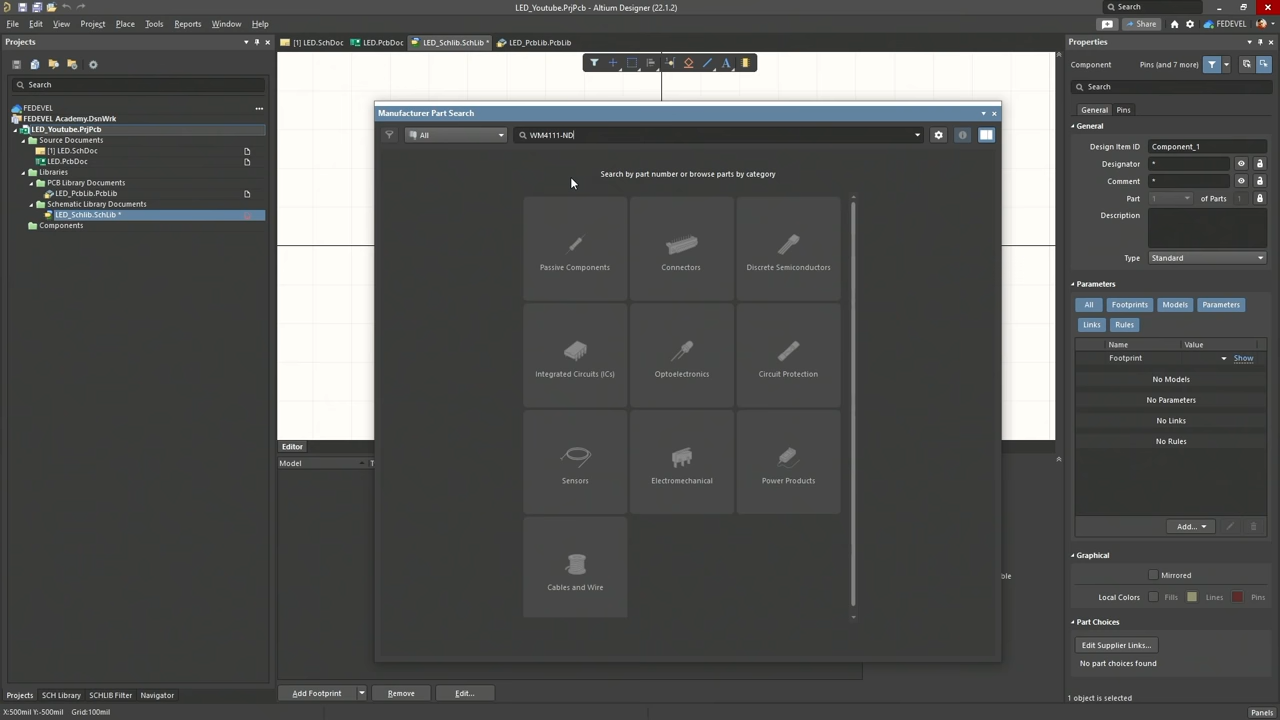 LED_Youtube.PrjPcb - Altium Designer (22.1.2)
Search
File Edit View Project Place Tools Reports Window Help
Share
FEDEVEL
Projects
[1] LED.SchDoc
LED.PcbDoc
LED_Schlib.SchLib *
LED_PcbLib.PcbLib
Properties
Component
Pins (and 7 more)
Search
Search
FEDEVEL
FEDEVEL Academy.DsnWrk
LED_Youtube.PrjPcb
Source Documents
[1] LED.SchDoc
LED.PcbDoc
Libraries
PCB Library Documents
LED_PcbLib.PcbLib
Schematic Library Documents
LED_Schlib.SchLib *
Components
Manufacturer Part Search
All
WM4111-ND
Search by part number or browse parts by category
Passive Components
Connectors
Discrete Semiconductors
Integrated Circuits (ICs)
Optoelectronics
Circuit Protection
Sensors
Electromechanical
Power Products
Cables and Wire
General
Pins
General
Design Item ID
Component_1
Designator
*
Comment
*
Part
1
of Parts
1
Description
Type
Standard
Parameters
All
Footprints
Models
Parameters
Links
Rules
Name
Value
Footprint
Show
No Models
No Parameters
No Links
No Rules
Add...
Graphical
Mirrored
Local Colors
Fills
Lines
Pins
Part Choices
Edit Supplier Links...
No part choices found
1 object is selected
Editor
Model
Add Footprint
Remove
Edit...
Projects
SCH Library
SCHLIB Filter
Navigator
X:500mil Y:-500mil
Grid:100mil
Panels